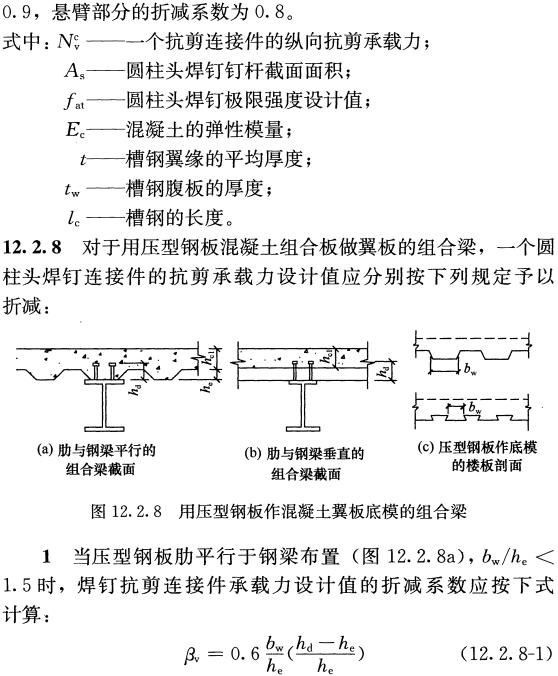 0.9，悬臂部分的折减系数为0.8。
式中：N_v^c——一个抗剪连接件的纵向抗剪承载力；
A_s——圆柱头焊钉钉杆截面面积；
f_at——圆柱头焊钉极限强度设计值；
E_c——混凝土的弹性模量；
t——槽钢翼缘的平均厚度；
t_w——槽钢腹板的厚度；
l_c——槽钢的长度。
12.2.8 对于用压型钢板混凝土组合板做翼板的组合梁，一个圆
柱头焊钉连接件的抗剪承载力设计值应分别按下列规定予以
折减：
h_c1
h_d
h_e
h_c1
h_d
b_w
b_w
(a) 肋与钢梁平行的
组合梁截面
(b) 肋与钢梁垂直的
组合梁截面
(c) 压型钢板作底模
的楼板剖面
图 12.2.8 用压型钢板作混凝土翼板底模的组合梁
1 当压型钢板肋平行于钢梁布置（图 12.2.8a），b_w/h_e <
1.5时，焊钉抗剪连接件承载力设计值的折减系数应按下式
计算：
β_v = 0.6 b_w/h_e ((h_d − h_e)/h_e) (12.2.8-1)